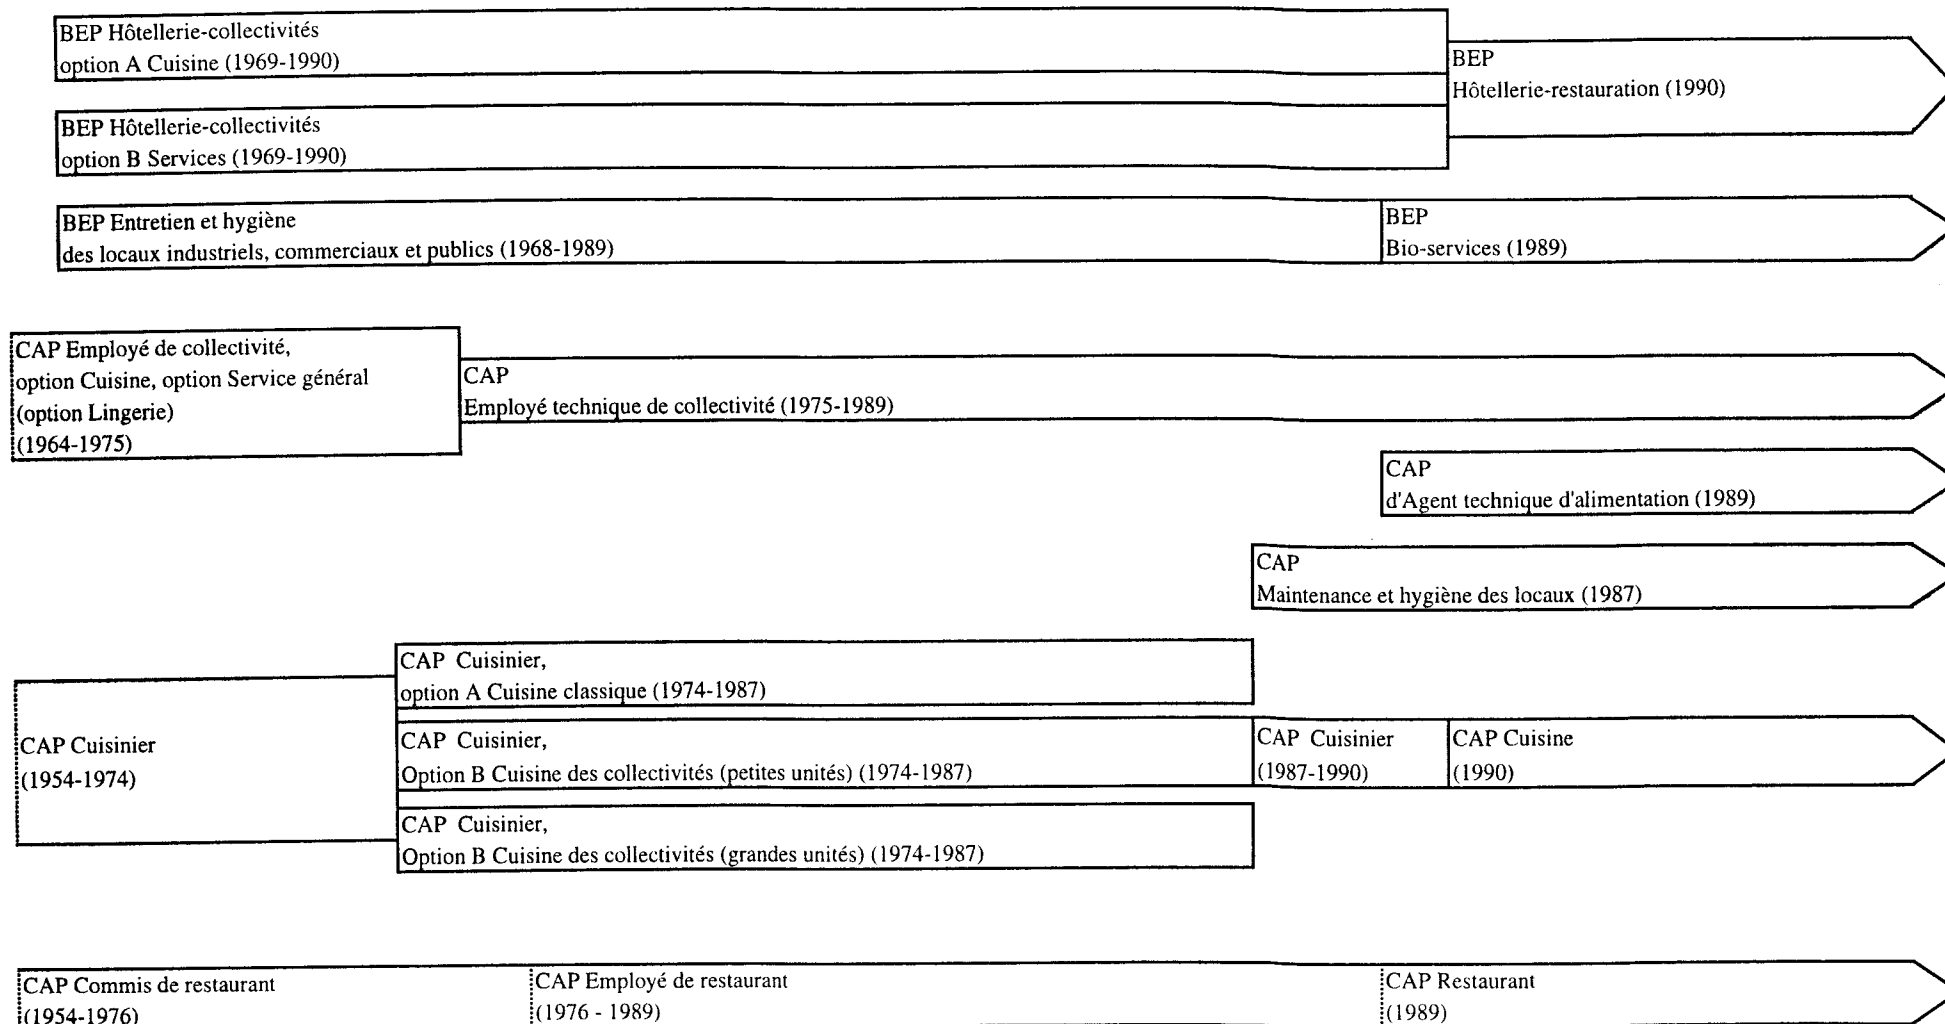 BEP Hôtellerie-collectivités
option A Cuisine (1969-1990)
BEP
Hôtellerie-restauration (1990)
BEP Hôtellerie-collectivités
option B Services (1969-1990)
BEP Entretien et hygiène
des locaux industriels, commerciaux et publics (1968-1989)
BEP
Bio-services (1989)
CAP Employé de collectivité,
option Cuisine, option Service général
(option Lingerie)
(1964-1975)
CAP
Employé technique de collectivité (1975-1989)
CAP
d'Agent technique d'alimentation (1989)
CAP
Maintenance et hygiène des locaux (1987)
CAP Cuisinier
(1954-1974)
CAP Cuisinier,
option A Cuisine classique (1974-1987)
CAP Cuisinier,
Option B Cuisine des collectivités (petites unités) (1974-1987)
CAP Cuisinier
(1987-1990)
CAP Cuisine
(1990)
CAP Cuisinier,
Option B Cuisine des collectivités (grandes unités) (1974-1987)
CAP Commis de restaurant
(1954-1976)
CAP Employé de restaurant
(1976 - 1989)
CAP Restaurant
(1989)